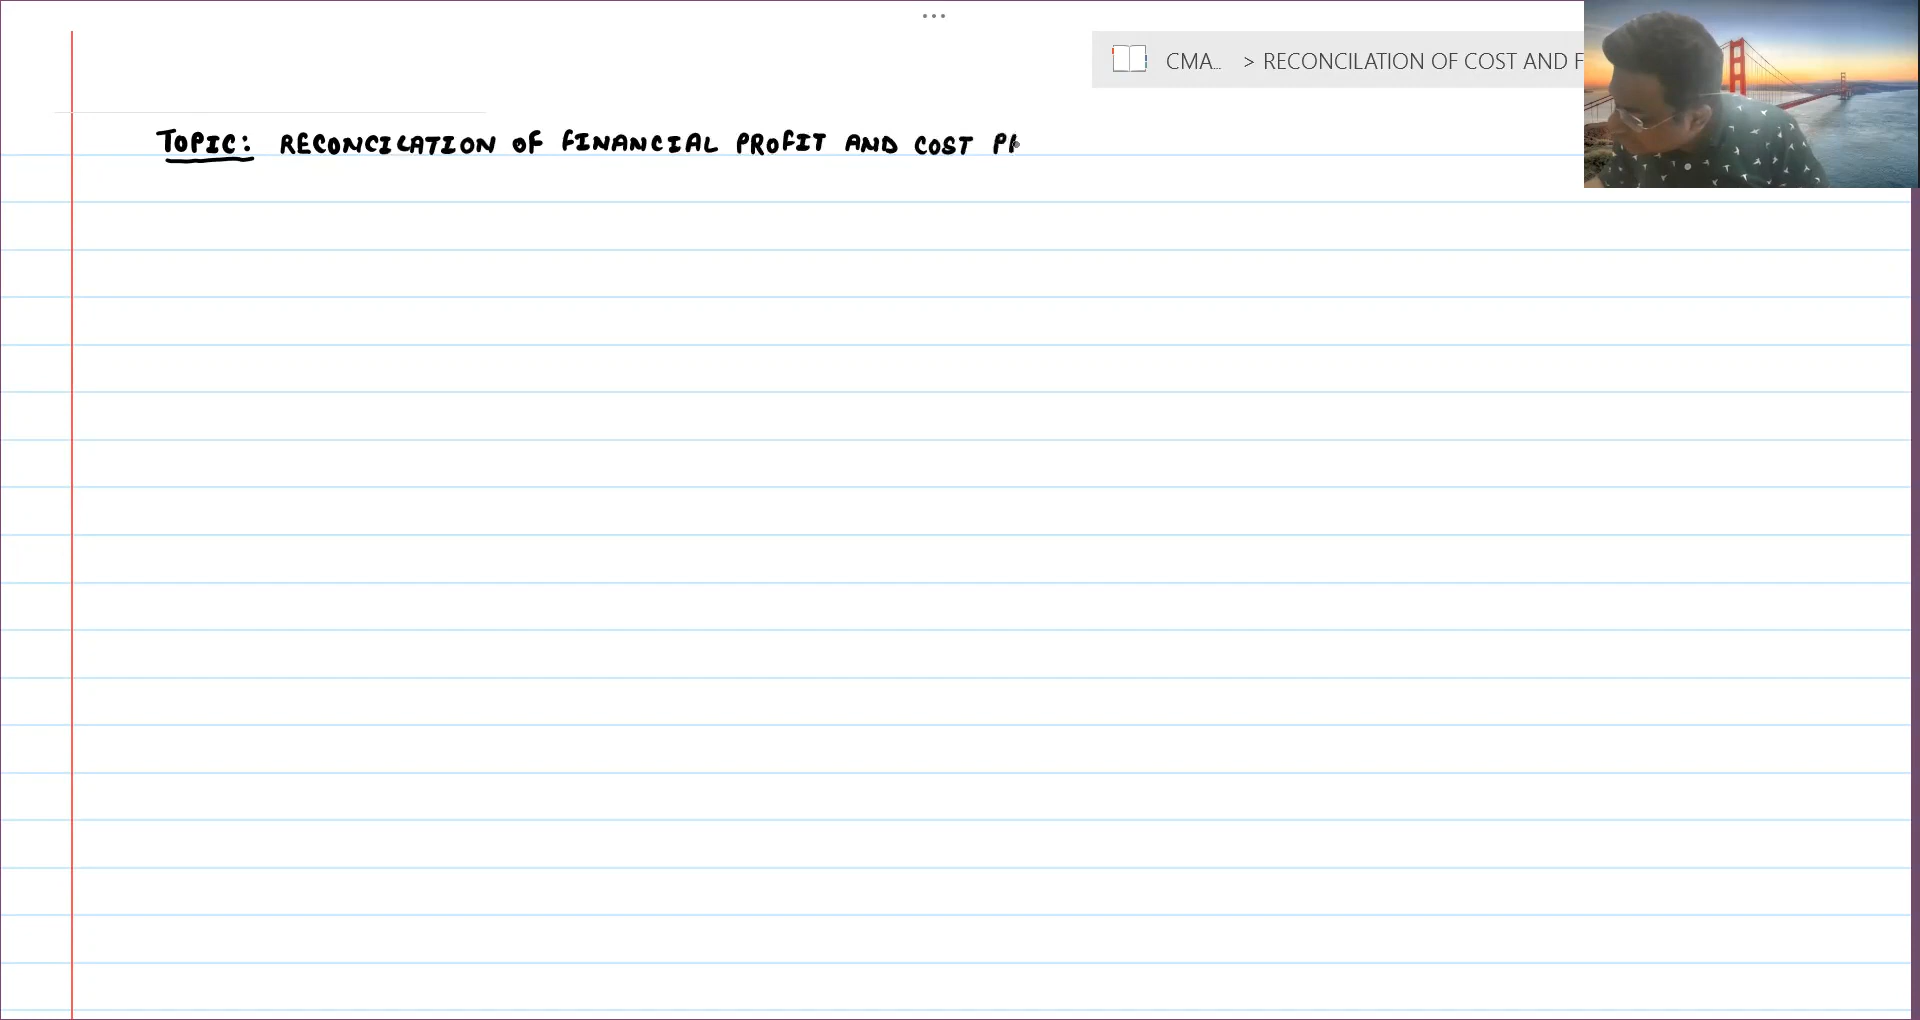 CMA... > RECONCILATION OF COST AND F
TOPIC: RECONCILATION OF FINANCIAL PROFIT AND COST